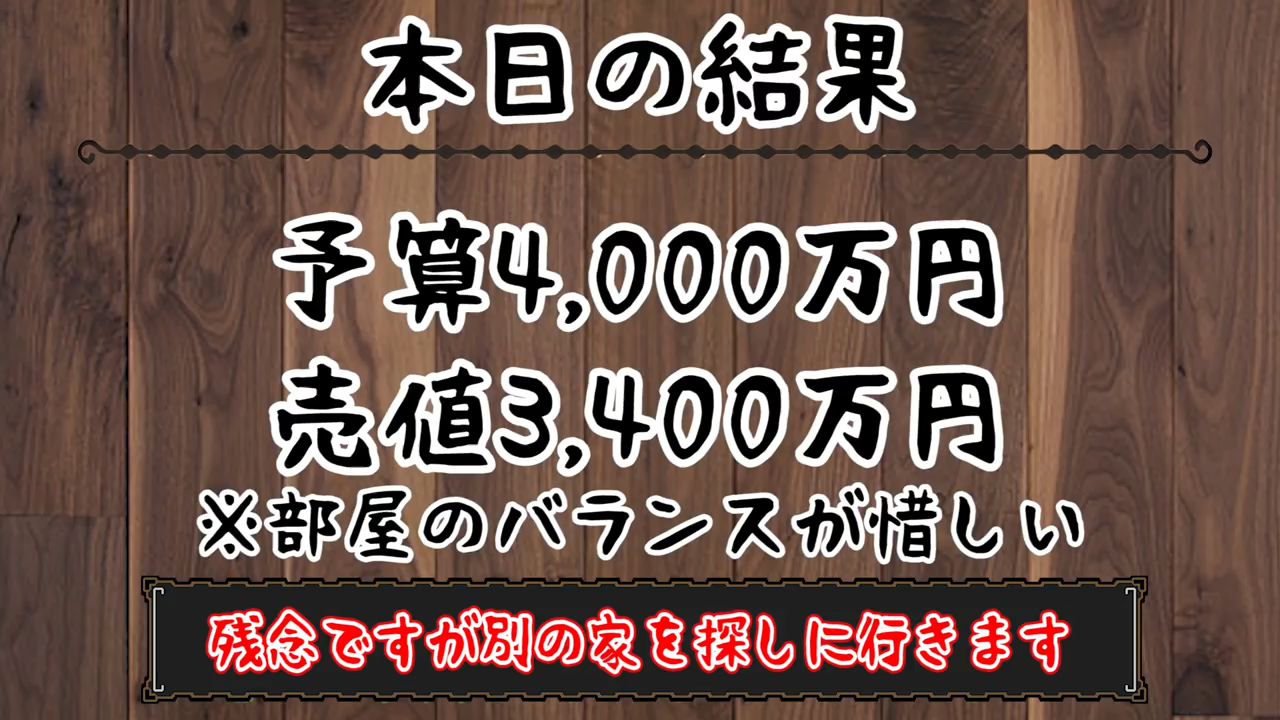 本日の結果
予算4,000万円
売値3,400万円
※部屋のバランスが惜しい
残念ですが別の家を探しに行きます